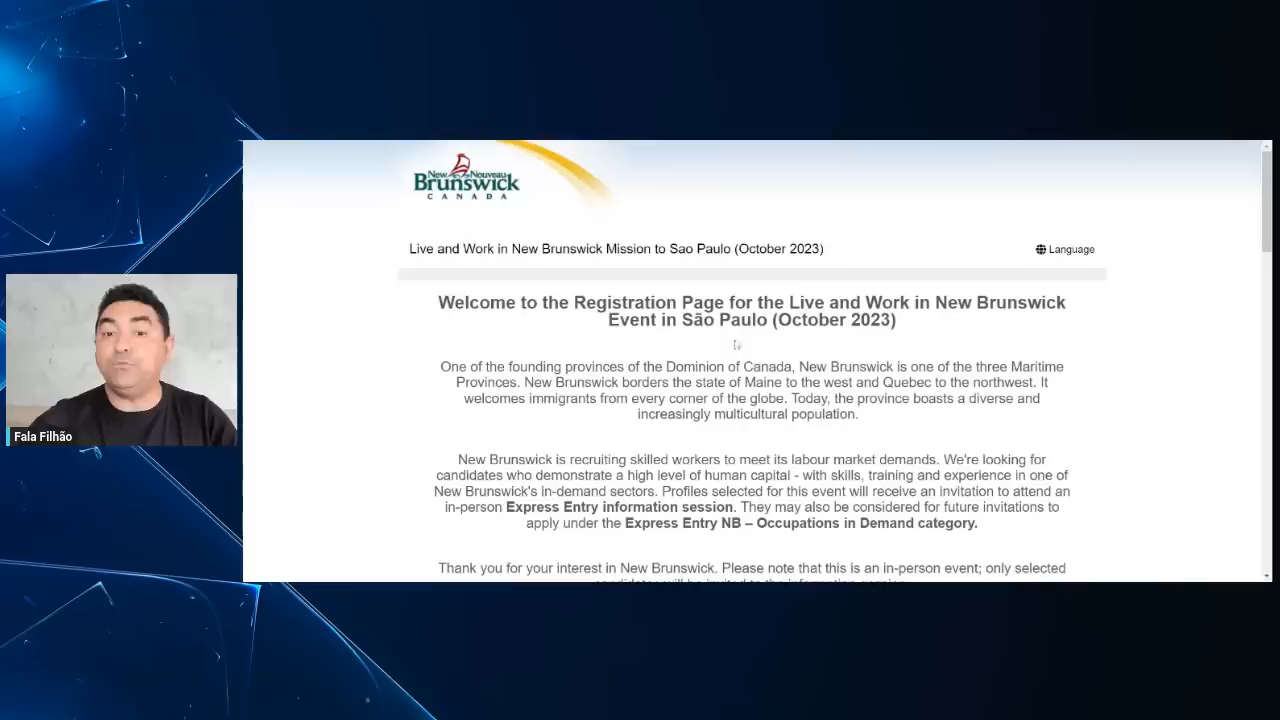 New Nouveau
Brunswick
CANADA
Live and Work in New Brunswick Mission to Sao Paulo (October 2023)
Language
Welcome to the Registration Page for the Live and Work in New Brunswick
Event in São Paulo (October 2023)
One of the founding provinces of the Dominion of Canada, New Brunswick is one of the three Maritime
Provinces. New Brunswick borders the state of Maine to the west and Quebec to the northwest. It
welcomes immigrants from every corner of the globe. Today, the province boasts a diverse and
increasingly multicultural population.
New Brunswick is recruiting skilled workers to meet its labour market demands. We're looking for
candidates who demonstrate a high level of human capital - with skills, training and experience in one of
New Brunswick's in-demand sectors. Profiles selected for this event will receive an invitation to attend an
in-person Express Entry information session. They may also be considered for future invitations to
apply under the Express Entry NB – Occupations in Demand category.
Thank you for your interest in New Brunswick. Please note that this is an in-person event; only selected
candidates will be invited to the information session.
Fala Filhão